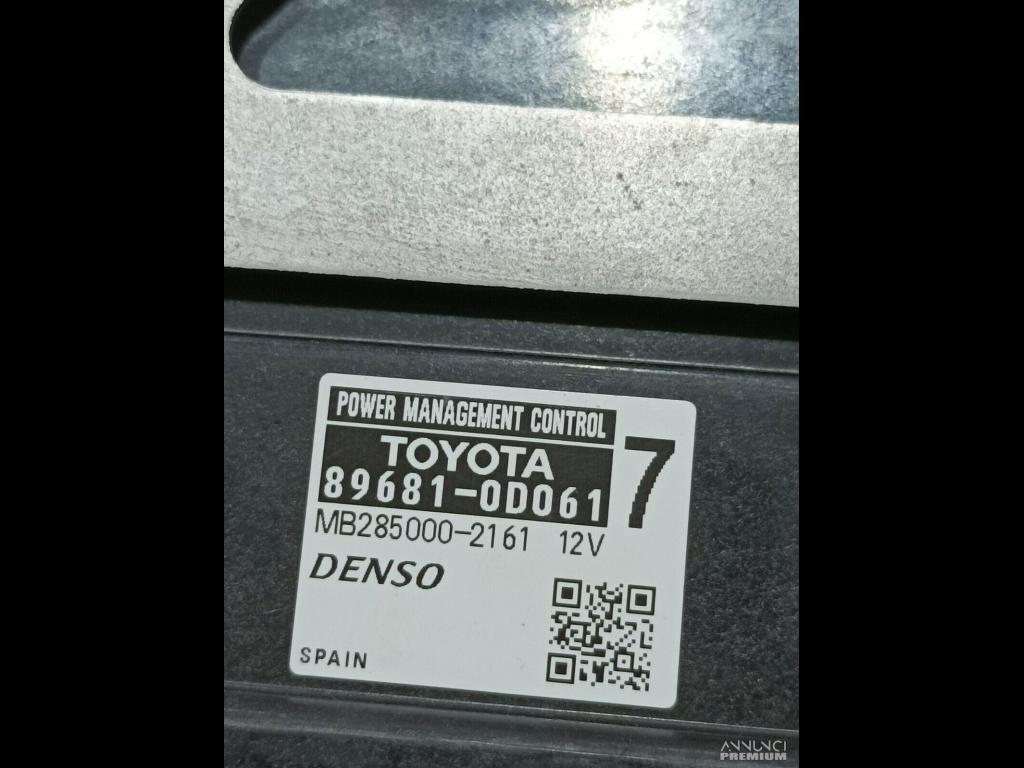 POWER MANAGEMENT CONTROL
TOYOTA
89681-0D061
7
MB285000-2161 12V
DENSO
SPAIN
ANNUNCI
PREMIUM